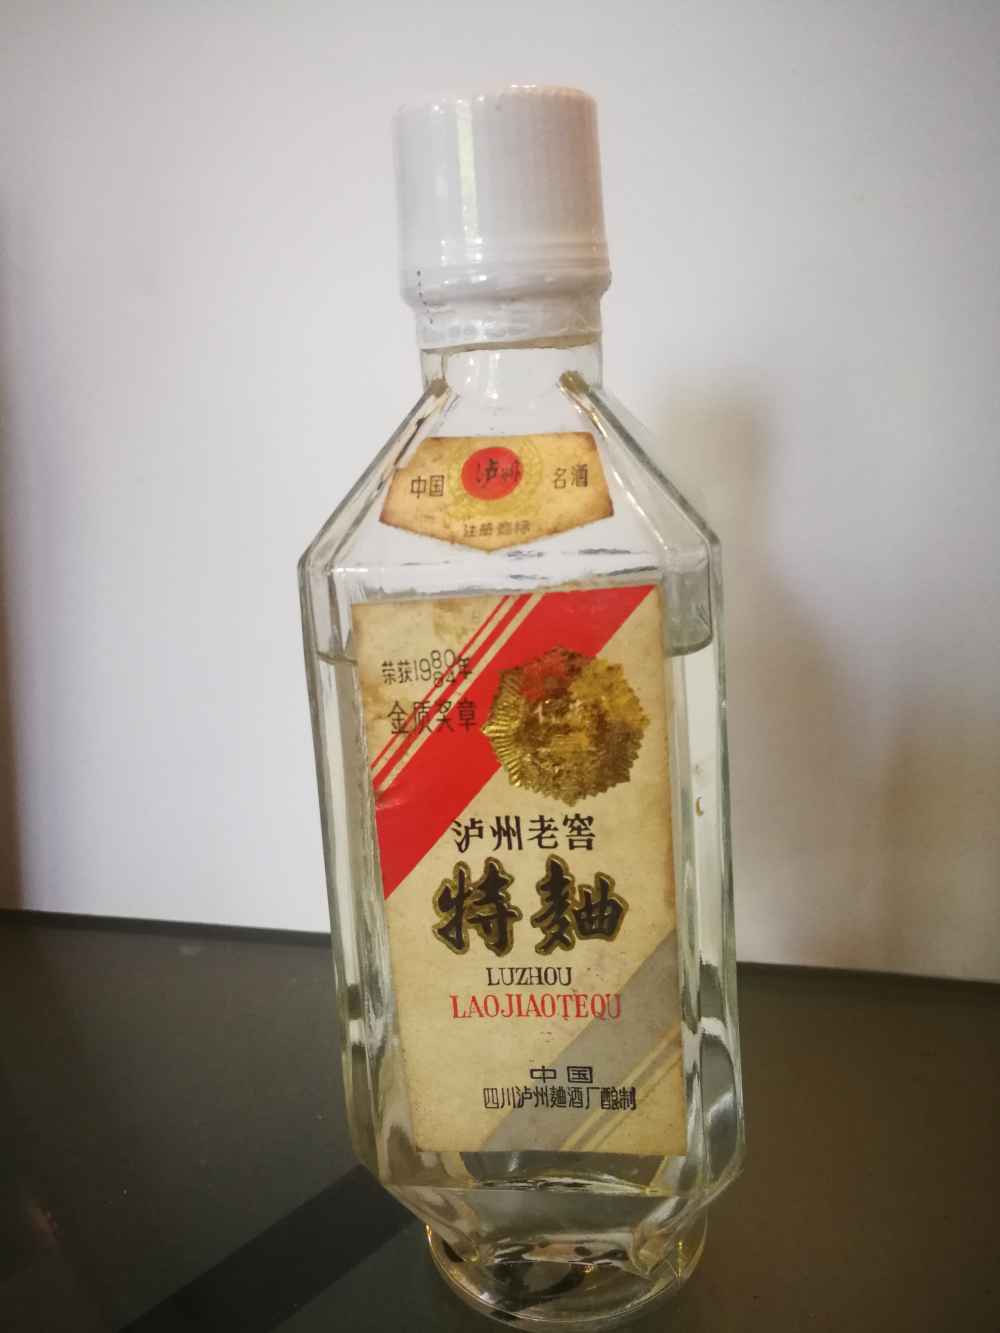 中国 泸州 名酒
注册商标
荣获1980 84年
金质奖章
泸州老窖
特麯
LUZHOU
LAOJIAOTEQU
中国
四川泸州麯酒厂酿制